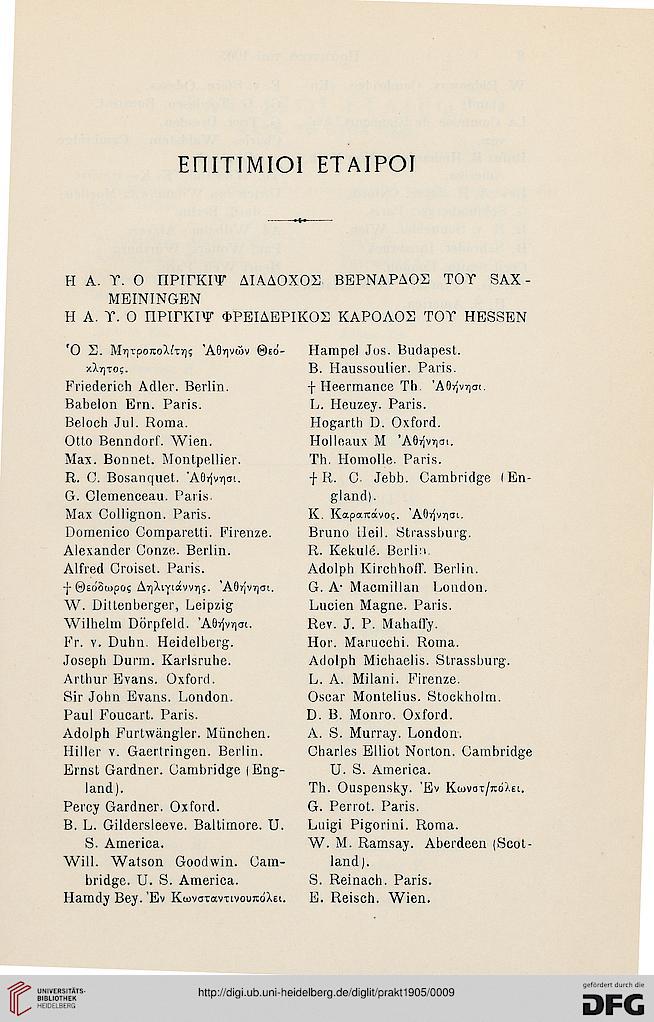 ΕΠΙΤΙΜΙΟΙ ΕΤΑΙΡΟΙ
Η Α. Υ. Ο ΠΡΙΓΚΙΨ ΔΙΑΔΟΧΟΣ ΒΕΡΝΑΡΔΟΣ ΤΟΥ SAX-
MEININGEN
Η Α. Υ. Ο ΠΡΙΓΚΙΨ ΦΡΕΙΔΕΡΙΚΟΣ ΚΑΡΟΛΟΣ ΤΟΥ HESSEN
Ὁ Σ. Μητροπολίτης Ἀθηνῶν Θεό-
κλητος.
Friederich Adler. Berlin.
Babelon Ern. Paris.
Beloch Jul. Roma.
Otto Benndorf. Wien.
Max. Bonnet. Montpellier.
R. C. Bosanquet. Ἀθήνησι.
G. Clemenceau. Paris.
Max Collignon. Paris.
Domenico Comparetti. Firenze.
Alexander Conze. Berlin.
Alfred Croiset. Paris.
† Θεόδωρος Δηλιγιάννης. Ἀθήνησι.
W. Dittenberger, Leipzig
Wilhelm Dörpfeld. Ἀθήνησι.
Fr. v. Duhn. Heidelberg.
Joseph Durm. Karlsruhe.
Arthur Evans. Oxford.
Sir John Evans. London.
Paul Foucart. Paris.
Adolph Furtwängler. München.
Hiller v. Gaertringen. Berlin.
Ernst Gardner. Cambridge (Eng-
land).
Percy Gardner. Oxford.
B. L. Gildersleeve. Baltimore. U.
S. America.
Will. Watson Goodwin. Cam-
bridge. U. S. America.
Hamdy Bey. Ἐν Κωνσταντινουπόλει.
Hampel Jos. Budapest.
B. Haussoulier. Paris.
† Heermance Th. Ἀθήνησι.
L. Heuzey. Paris.
Hogarth D. Oxford.
Holleaux M Ἀθήνησι.
Th. Homolle. Paris.
† R. C. Jebb. Cambridge (En-
gland).
Κ. Καραπάνος. Ἀθήνησι.
Bruno Heil. Strassburg.
R. Kekulé. Berlin.
Adolph Kirchhoff. Berlin.
G. A· Macmillan London.
Lucien Magne. Paris.
Rev. J. P. Mahaffy.
Hor. Marucchi. Roma.
Adolph Michaelis. Strassburg.
L. A. Milani. Firenze.
Oscar Montelius. Stockholm.
D. B. Monro. Oxford.
A. S. Murray. London.
Charles Elliot Norton. Cambridge
U. S. America.
Th. Ouspensky. Ἐν Κωνστ/πόλει.
G. Perrot. Paris.
Luigi Pigorini. Roma.
W. M. Ramsay. Aberdeen (Scot-
land).
S. Reinach. Paris.
E. Reisch. Wien.
UNIVERSITÄTS-
BIBLIOTHEK
HEIDELBERG
http://digi.ub.uni-heidelberg.de/diglit/prakt1905/0009
gefördert durch die
DFG